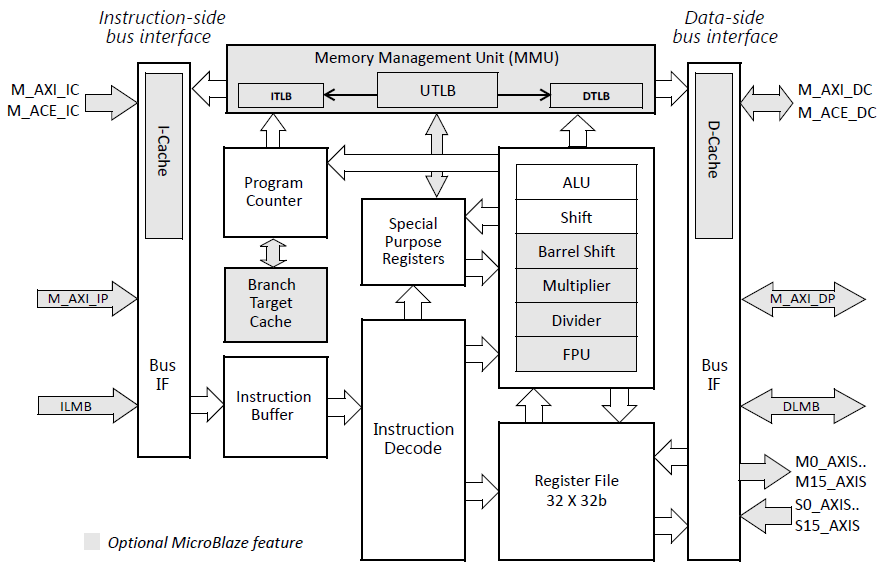 Instruction-side
bus interface
Data-side
bus interface
Memory Management Unit (MMU)
ITLB
UTLB
DTLB
M_AXI_IC
M_ACE_IC
I-Cache
D-Cache
M_AXI_DC
M_ACE_DC
Program
Counter
Special
Purpose
Registers
ALU
Shift
Barrel Shift
Multiplier
Divider
FPU
Branch
Target
Cache
M_AXI_IP
M_AXI_DP
Bus
IF
Bus
IF
ILMB
Instruction
Buffer
Instruction
Decode
DLMB
Register File
32 X 32b
M0_AXIS..
M15_AXIS
S0_AXIS..
S15_AXIS
Optional MicroBlaze feature